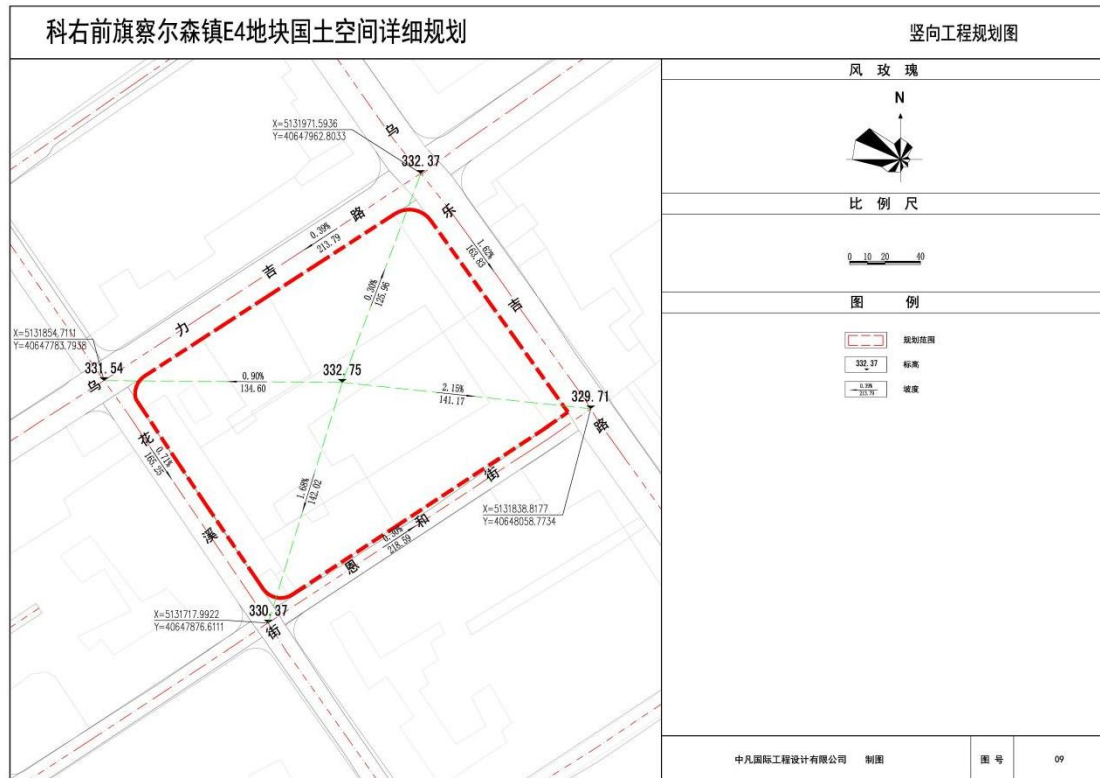 科右前旗察尔森镇E4地块国土空间详细规划
竖向工程规划图
风 玫 瑰
N
比 例 尺
0 10 20 40
图 例
规划范围
332.37
标高
0.39%
213.79
坡度
X=5131971.5936
Y=40647962.8033
332.37
乌
乐
吉
路
0.39%
213.79
乌
力
吉
路
1.62%
163.83
0.30%
125.96
X=5131854.7111
Y=40647783.7938
331.54
0.90%
134.60
332.75
2.15%
141.17
329.71
花
溪
街
0.71%
165.25
1.68%
142.02
X=5131838.8177
Y=40648058.7734
恩
和
街
0.30%
218.59
X=5131717.9922
Y=40647876.6111
330.37
中凡国际工程设计有限公司 制图
图 号
09